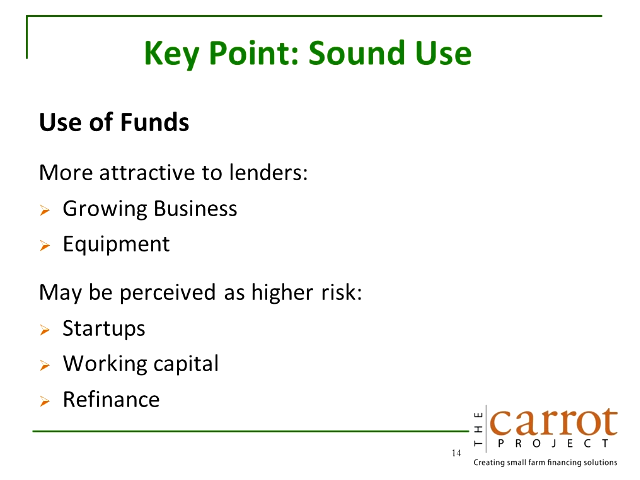 Key Point: Sound Use
Use of Funds
More attractive to lenders:
Growing Business
Equipment
May be perceived as higher risk:
Startups
Working capital
Refinance
14
THE
carrot
PROJECT
Creating small farm financing solutions